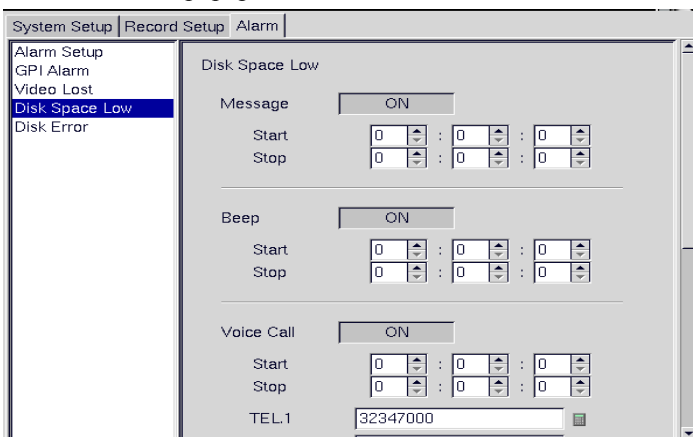 System Setup Record Setup Alarm
Alarm Setup
GPI Alarm
Video Lost
Disk Space Low
Disk Error
Disk Space Low
Message ON
Start 0 : 0 : 0
Stop 0 : 0 : 0
Beep ON
Start 0 : 0 : 0
Stop 0 : 0 : 0
Voice Call ON
Start 0 : 0 : 0
Stop 0 : 0 : 0
TEL.1 32347000